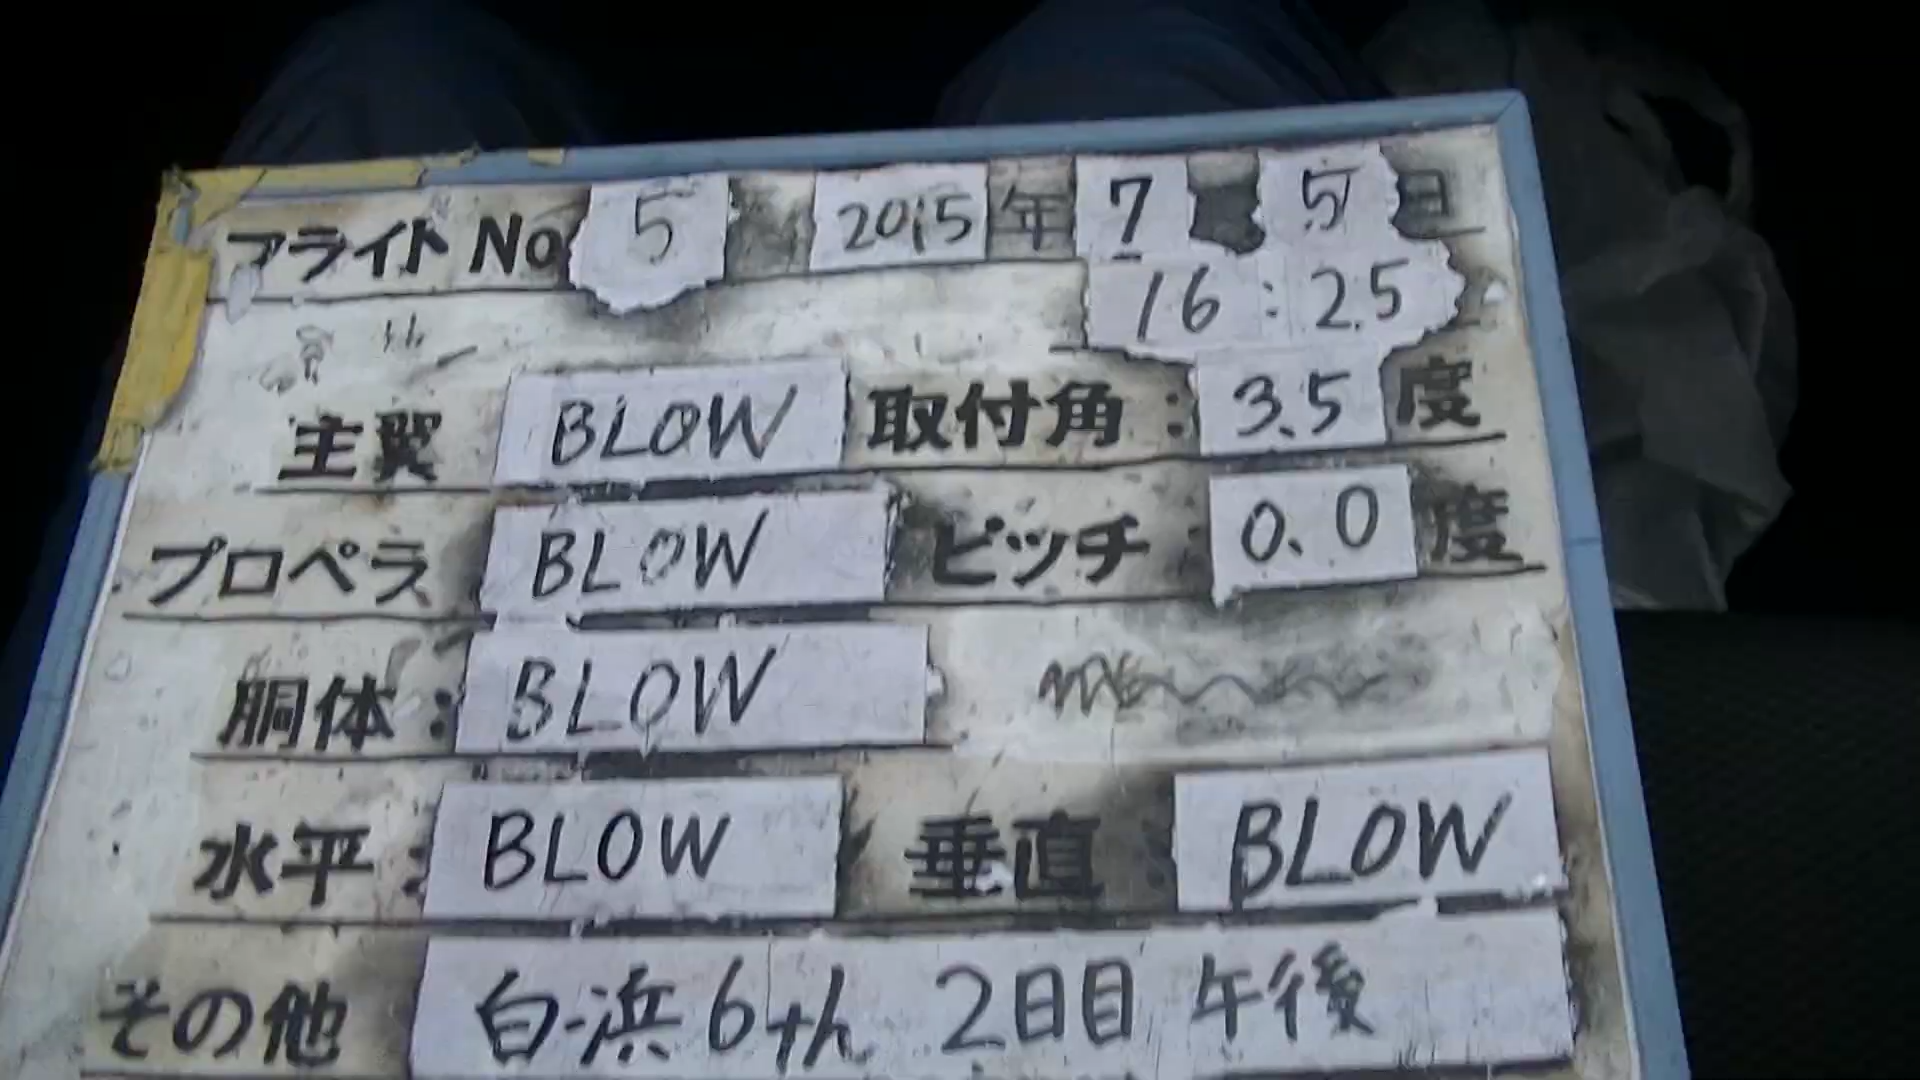 フライト No 5 2015年 7 5日
16:25
主翼 BLOW 取付角: 3.5 度
プロペラ BLOW ピッチ: 0.0 度
胴体: BLOW
水平: BLOW 垂直: BLOW
その他 白浜6th 2日目 午後